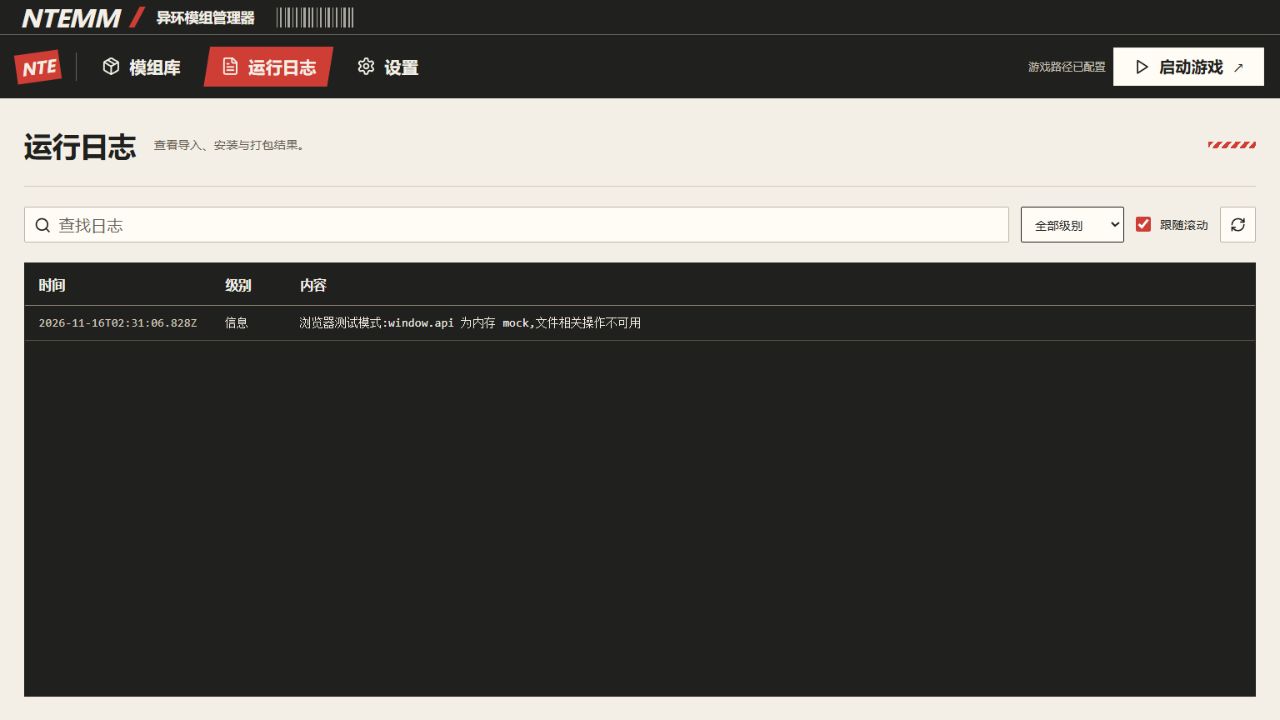 NTEMM 异环模组管理器
NTE 模组库 运行日志 设置 游戏路径已配置 启动游戏 ↗
运行日志 查看导入、安装与打包结果。
查找日志 全部级别 跟随滚动
时间 级别 内容
2026-11-16T02:31:06.828Z 信息 浏览器测试模式:window.api 为内存 mock,文件相关操作不可用